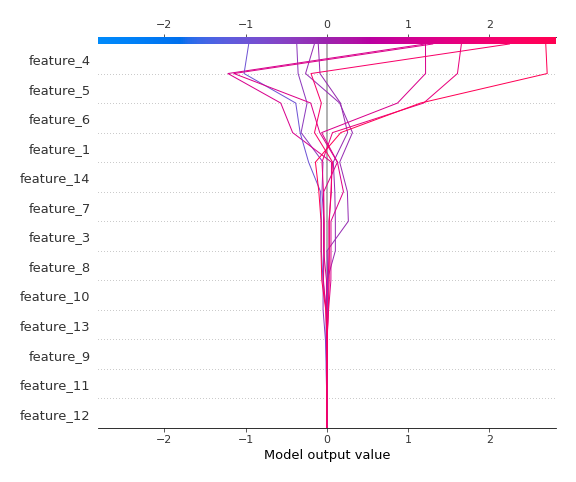 −2 −1 0 1 2
feature_4
feature_5
feature_6
feature_1
feature_14
feature_7
feature_3
feature_8
feature_10
feature_13
feature_9
feature_11
feature_12
−2 −1 0 1 2
Model output value